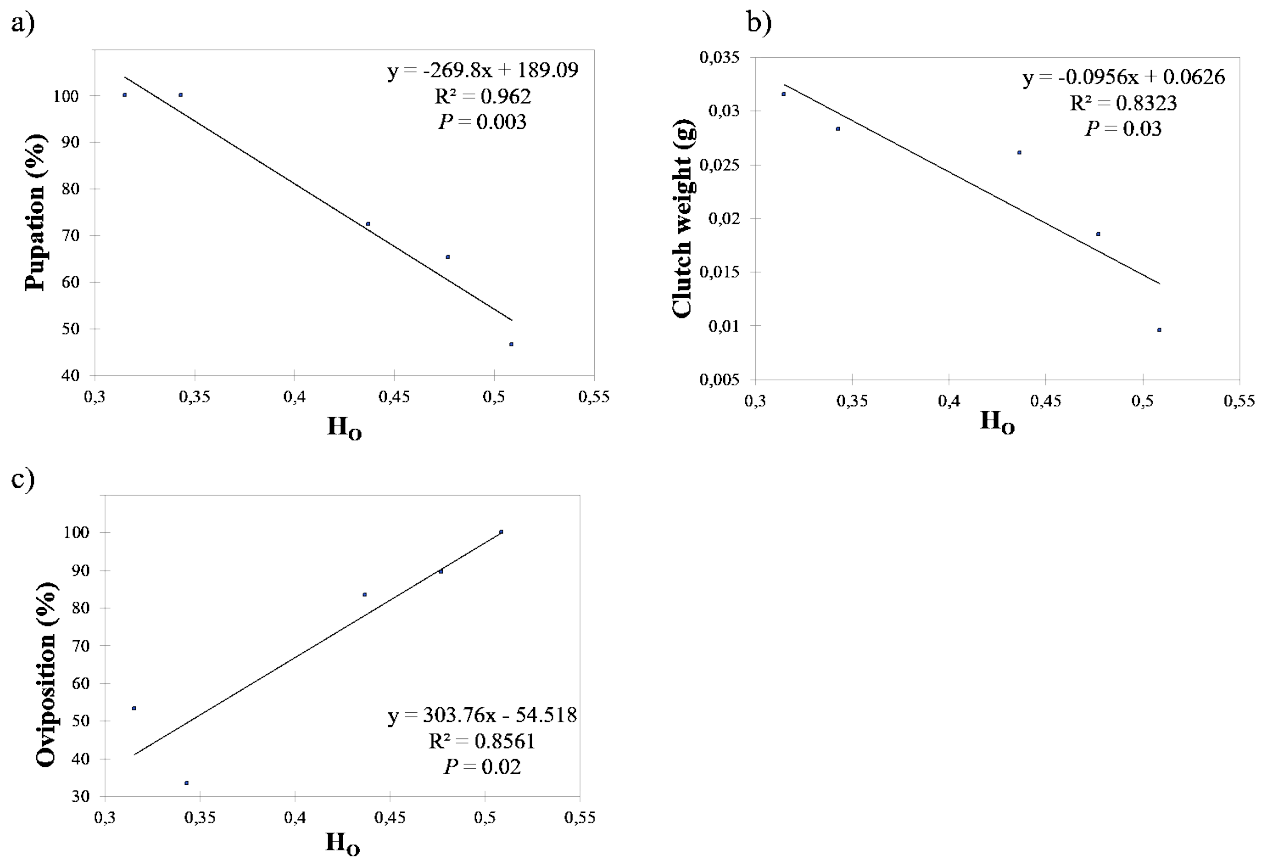 a)
y = -269.8x + 189.09
R² = 0.962
P = 0.003
Pupation (%)
100
90
80
70
60
50
40
0,3 0,35 0,4 0,45 0,5 0,55
HO
b)
y = -0.0956x + 0.0626
R² = 0.8323
P = 0.03
Clutch weight (g)
0,035
0,03
0,025
0,02
0,015
0,01
0,005
0,3 0,35 0,4 0,45 0,5 0,55
HO
c)
Oviposition (%)
100
90
80
70
60
50
40
30
y = 303.76x - 54.518
R² = 0.8561
P = 0.02
0,3 0,35 0,4 0,45 0,5 0,55
HO